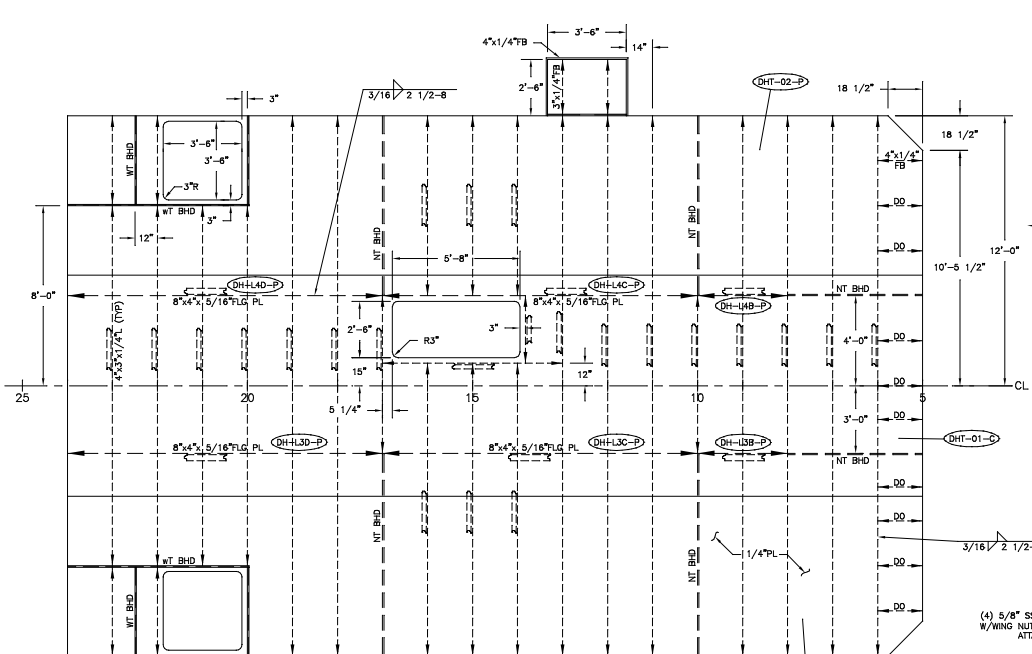 3'-6"
4"x1/4"FB
14"
2'-6"
3"x1/4"FB
DHT-02-P
18 1/2"
3/16 2 1/2-8
3"
18 1/2"
3'-6"
3'-6"
WT BHD
4"x1/4"
FB
3"R
WT BHD
3"
DO
12"
NT BHD
NT BHD
DO
12'-0"
5'-8"
10'-5 1/2"
8'-0"
DH-L4D-P
DH-L4C-P
NT BHD
8"x4"x 5/16"FLG PL
8"x4"x 5/16"FLG PL
DH-L4B-P
4"x3"x1/4"L (TYP)
2'-6"
R3"
3"
4'-0"
DO
15"
12"
DO
CL
25
20
15
10
5
5 1/4"
3'-0"
DO
DH-L3D-P
DH-L3C-P
DH-L3B-P
DHT-01-C
8"x4"x 5/16"FLG PL
8"x4"x 5/16"FLG PL
DO
NT BHD
DO
NT BHD
DO
3/16 2 1/2-
NT BHD
1/4"PL
WT BHD
DO
WT BHD
DO
(4) 5/8" S
W/WING NU
ATT